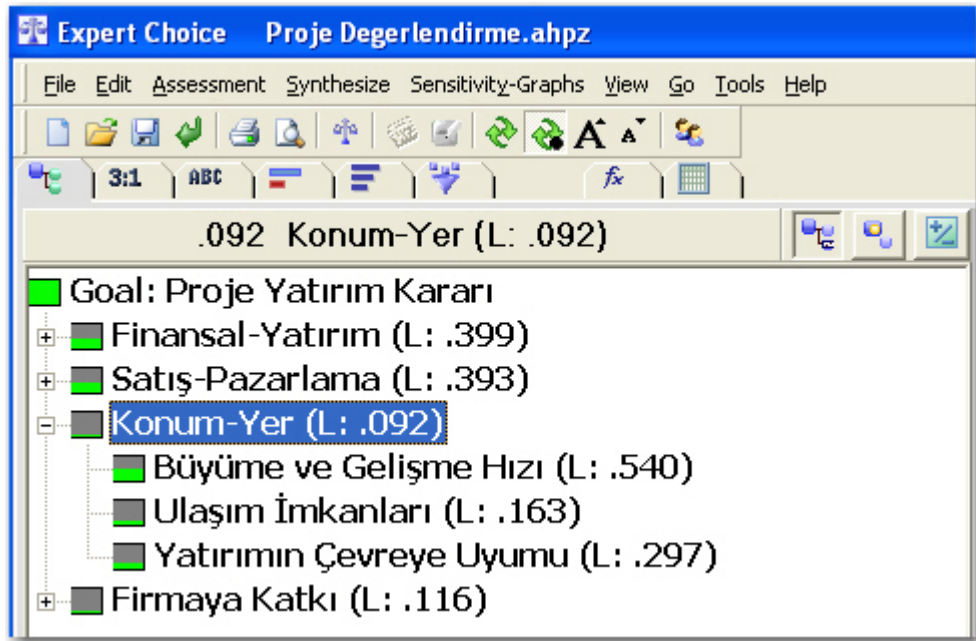 Expert Choice Proje Degerlendirme.ahpz
File Edit Assessment Synthesize Sensitivity-Graphs View Go Tools Help
A A
3:1 ABC fx
.092 Konum-Yer (L: .092)
Goal: Proje Yatırım Kararı
Finansal-Yatırım (L: .399)
Satış-Pazarlama (L: .393)
Konum-Yer (L: .092)
Büyüme ve Gelişme Hızı (L: .540)
Ulaşım İmkanları (L: .163)
Yatırımın Çevreye Uyumu (L: .297)
Firmaya Katkı (L: .116)